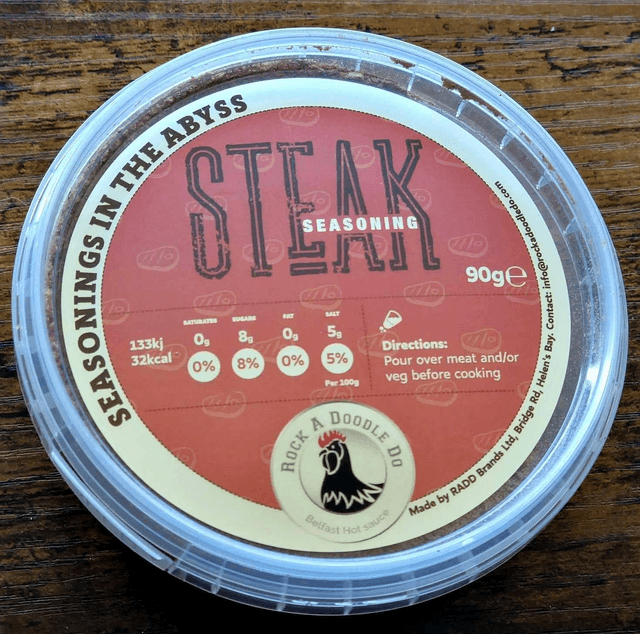 SEASONINGS IN THE ABYSS
STEAK
SEASONING
90g℮
133kj
32kcal
SATURATES SUGARS FAT SALT
0g 8g 0g 5g
0% 8% 0% 5%
Per 100g
Directions:
Pour over meat and/or
veg before cooking
ROCK A DOODLE DO
Belfast Hot sauce
Made by RADD Brands Ltd, Bridge Rd, Helen's Bay. Contact: info@rockadoodledo.com